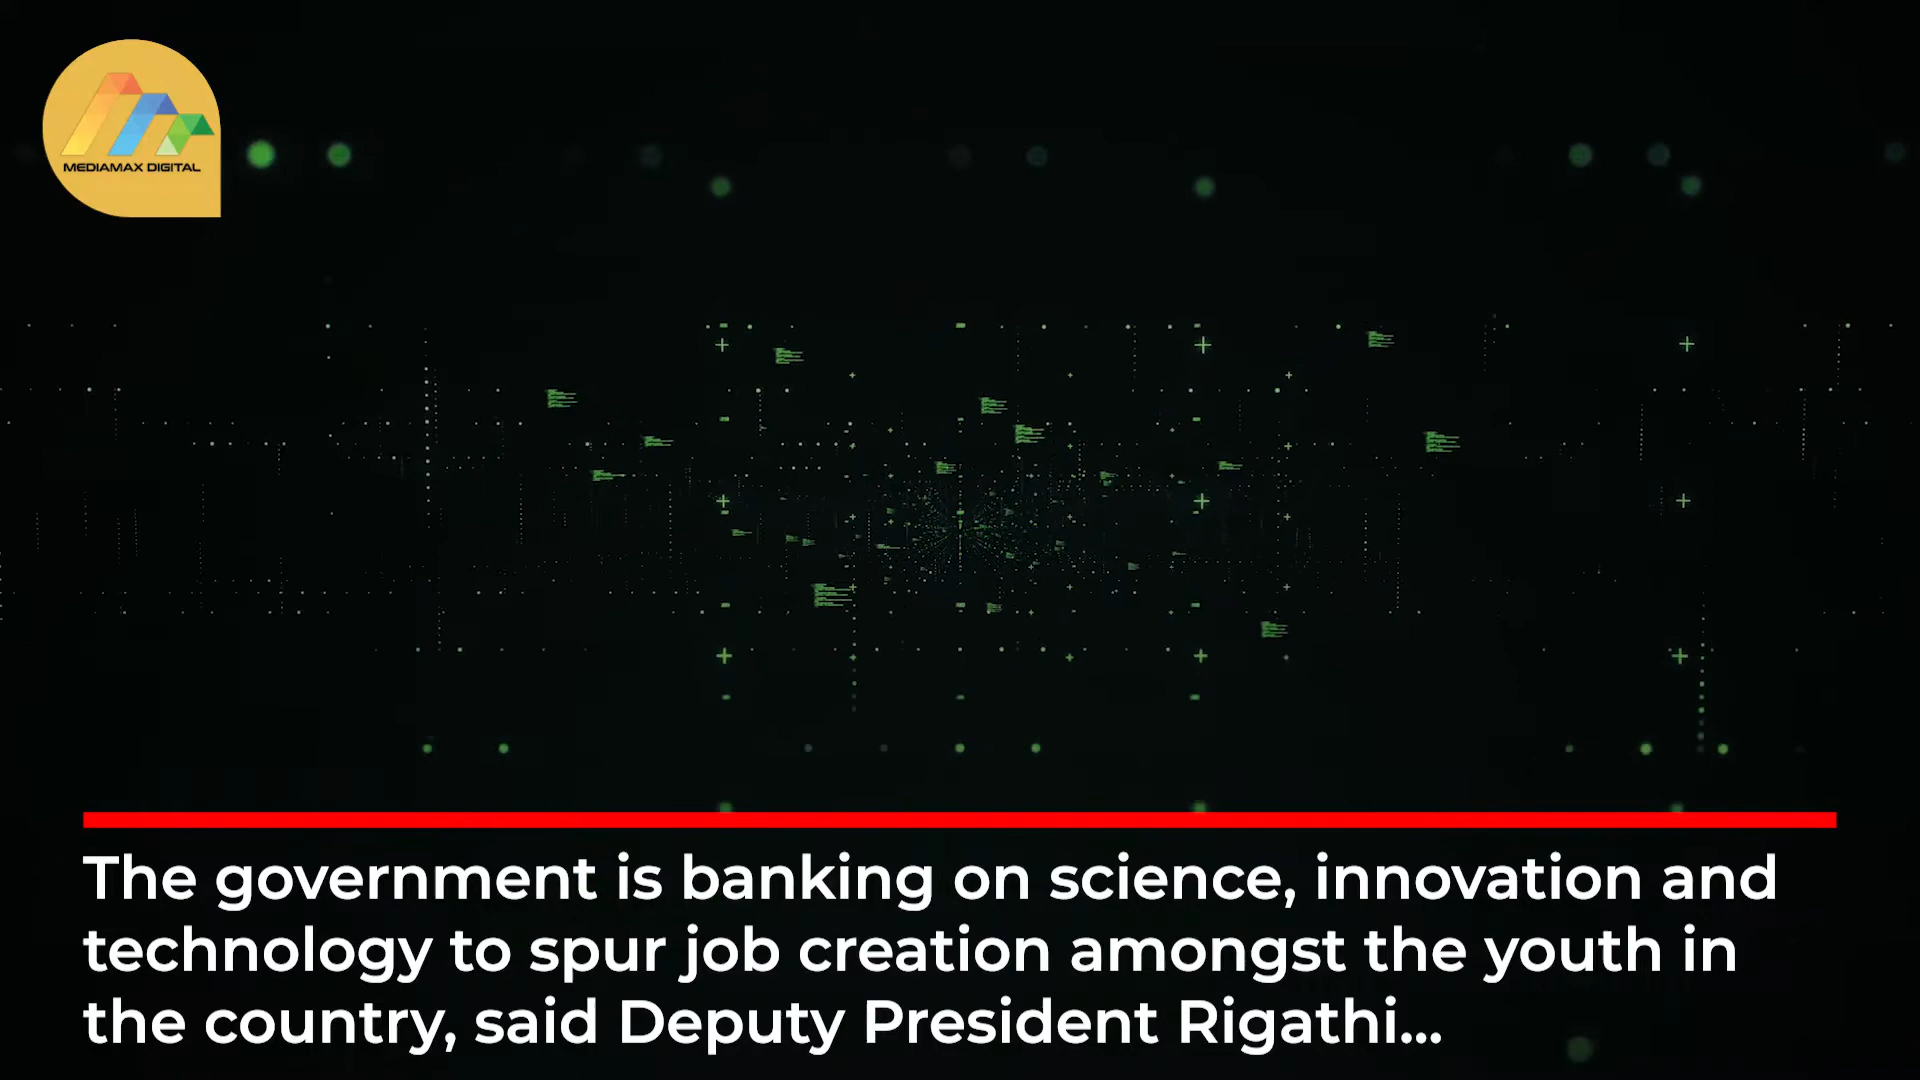 MEDIAMAX DIGITAL
The government is banking on science, innovation and
technology to spur job creation amongst the youth in
the country, said Deputy President Rigathi...